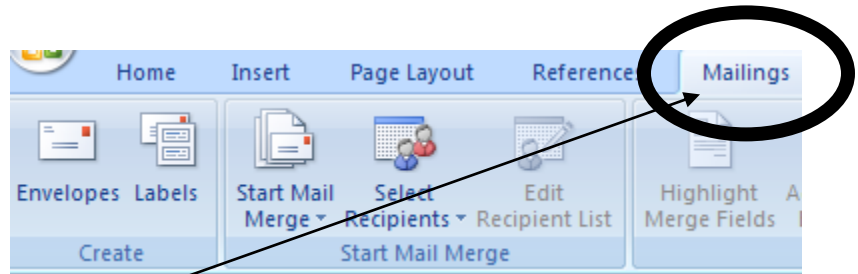 Home Insert Page Layout Mailings
Envelopes Labels Start Mail Select Edit Highlight
Merge Recipients Recipient List Merge Fields
Create Start Mail Merge